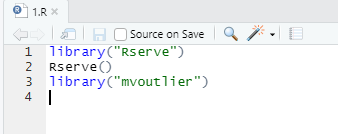 1.R
Source on Save
1 library("Rserve")
2 Rserve()
3 library("mvoutlier")
4